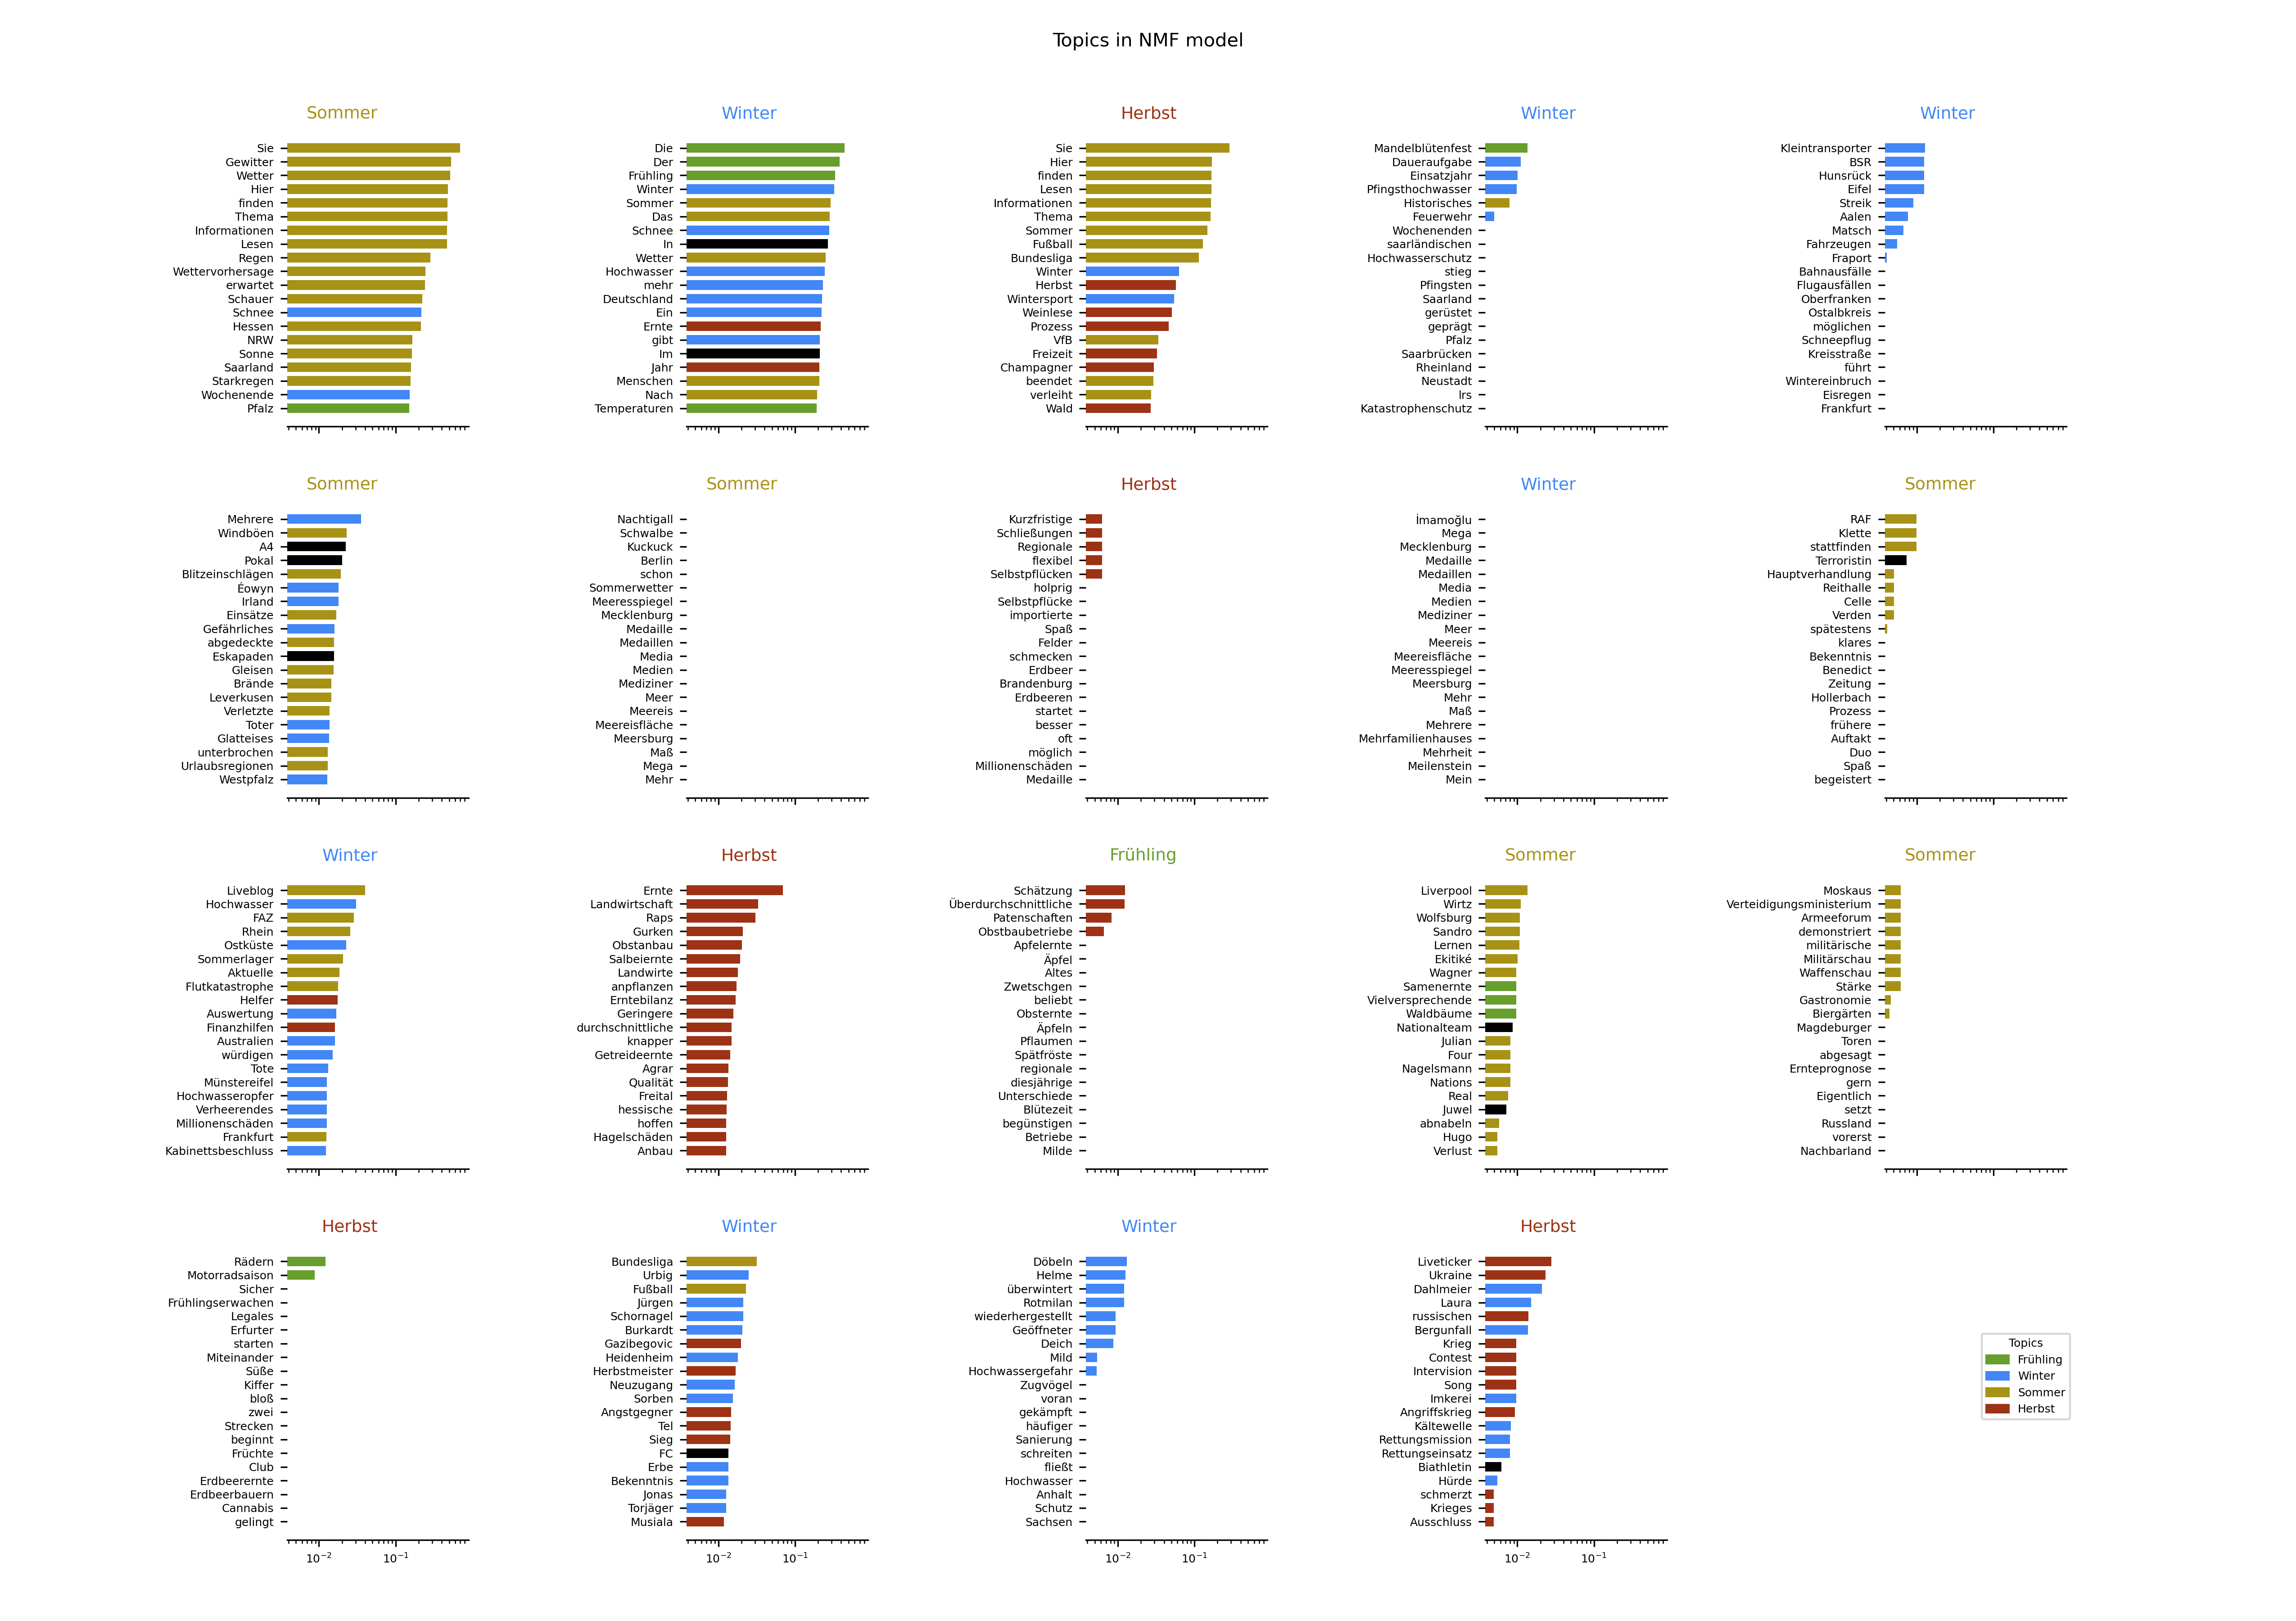 Topics in NMF model
Sommer
Sie
Gewitter
Wetter
Hier
finden
Thema
Informationen
Lesen
Regen
Wettervorhersage
erwartet
Schauer
Schnee
Hessen
NRW
Sonne
Saarland
Starkregen
Wochenende
Pfalz
Winter
Die
Der
Frühling
Winter
Sommer
Das
Schnee
In
Wetter
Hochwasser
mehr
Deutschland
Ein
Ernte
gibt
Im
Jahr
Menschen
Nach
Temperaturen
Herbst
Sie
Hier
finden
Lesen
Informationen
Thema
Sommer
Fußball
Bundesliga
Winter
Herbst
Wintersport
Weinlese
Prozess
VfB
Freizeit
Champagner
beendet
verleiht
Wald
Winter
Mandelblütenfest
Daueraufgabe
Einsatzjahr
Pfingsthochwasser
Historisches
Feuerwehr
Wochenenden
saarländischen
Hochwasserschutz
stieg
Pfingsten
Saarland
gerüstet
geprägt
Pfalz
Saarbrücken
Rheinland
Neustadt
Irs
Katastrophenschutz
Winter
Kleintransporter
BSR
Hunsrück
Eifel
Streik
Aalen
Matsch
Fahrzeugen
Fraport
Bahnausfälle
Flugausfällen
Oberfranken
Ostalbkreis
möglichen
Schneepflug
Kreisstraße
führt
Wintereinbruch
Eisregen
Frankfurt
Sommer
Mehrere
Windböen
A4
Pokal
Blitzeinschlägen
Éowyn
Irland
Einsätze
Gefährliches
abgedeckte
Eskapaden
Gleisen
Brände
Leverkusen
Verletzte
Toter
Glatteises
unterbrochen
Urlaubsregionen
Westpfalz
Sommer
Nachtigall
Schwalbe
Kuckuck
Berlin
schon
Sommerwetter
Meeresspiegel
Mecklenburg
Medaille
Medaillen
Media
Medien
Mediziner
Meer
Meereis
Meereisfläche
Meersburg
Maß
Mega
Mehr
Herbst
Kurzfristige
Schließungen
Regionale
flexibel
Selbstpflücken
holprig
Selbstpflücke
importierte
Spaß
Felder
schmecken
Erdbeer
Brandenburg
Erdbeeren
startet
besser
oft
möglich
Millionenschäden
Medaille
Winter
İmamoğlu
Mega
Mecklenburg
Medaille
Medaillen
Media
Medien
Mediziner
Meer
Meereis
Meereisfläche
Meeresspiegel
Meersburg
Mehr
Maß
Mehrere
Mehrfamilienhauses
Mehrheit
Meilenstein
Mein
Sommer
RAF
Klette
stattfinden
Terroristin
Hauptverhandlung
Reithalle
Celle
Verden
spätestens
klares
Bekenntnis
Benedict
Zeitung
Hollerbach
Prozess
frühere
Auftakt
Duo
Spaß
begeistert
Winter
Liveblog
Hochwasser
FAZ
Rhein
Ostküste
Sommerlager
Aktuelle
Flutkatastrophe
Helfer
Auswertung
Finanzhilfen
Australien
würdigen
Tote
Münstereifel
Hochwasseropfer
Verheerendes
Millionenschäden
Frankfurt
Kabinettsbeschluss
Herbst
Ernte
Landwirtschaft
Raps
Gurken
Obstanbau
Salbeiernte
Landwirte
anpflanzen
Erntebilanz
Geringere
durchschnittliche
knapper
Getreideernte
Agrar
Qualität
Freital
hessische
hoffen
Hagelschäden
Anbau
Frühling
Schätzung
Überdurchschnittliche
Patenschaften
Obstbaubetriebe
Apfelernte
Äpfel
Altes
Zwetschgen
beliebt
Obsternte
Äpfeln
Pflaumen
Spätfröste
regionale
diesjährige
Unterschiede
Blütezeit
begünstigen
Betriebe
Milde
Sommer
Liverpool
Wirtz
Wolfsburg
Sandro
Lernen
Ekitiké
Wagner
Samenernte
Vielversprechende
Waldbäume
Nationalteam
Julian
Four
Nagelsmann
Nations
Real
Juwel
abnabeln
Hugo
Verlust
Sommer
Moskaus
Verteidigungsministerium
Armeeforum
demonstriert
militärische
Militärschau
Waffenschau
Stärke
Gastronomie
Biergärten
Magdeburger
Toren
abgesagt
Ernteprognose
gern
Eigentlich
setzt
Russland
vorerst
Nachbarland
Herbst
Rädern
Motorradsaison
Sicher
Frühlingserwachen
Legales
Erfurter
starten
Miteinander
Süße
Kiffer
bloß
zwei
Strecken
beginnt
Früchte
Club
Erdbeerernte
Erdbeerbauern
Cannabis
gelingt
10⁻² 10⁻¹
Winter
Bundesliga
Urbig
Fußball
Jürgen
Schornagel
Burkardt
Gazibegovic
Heidenheim
Herbstmeister
Neuzugang
Sorben
Angstgegner
Tel
Sieg
FC
Erbe
Bekenntnis
Jonas
Torjäger
Musiala
10⁻² 10⁻¹
Winter
Döbeln
Helme
überwintert
Rotmilan
wiederhergestellt
Geöffneter
Deich
Mild
Hochwassergefahr
Zugvögel
voran
gekämpft
häufiger
Sanierung
schreiten
fließt
Hochwasser
Anhalt
Schutz
Sachsen
10⁻² 10⁻¹
Herbst
Liveticker
Ukraine
Dahlmeier
Laura
russischen
Bergunfall
Krieg
Contest
Intervision
Song
Imkerei
Angriffskrieg
Kältewelle
Rettungsmission
Rettungseinsatz
Biathletin
Hürde
schmerzt
Krieges
Ausschluss
10⁻² 10⁻¹
Topics
Frühling
Winter
Sommer
Herbst